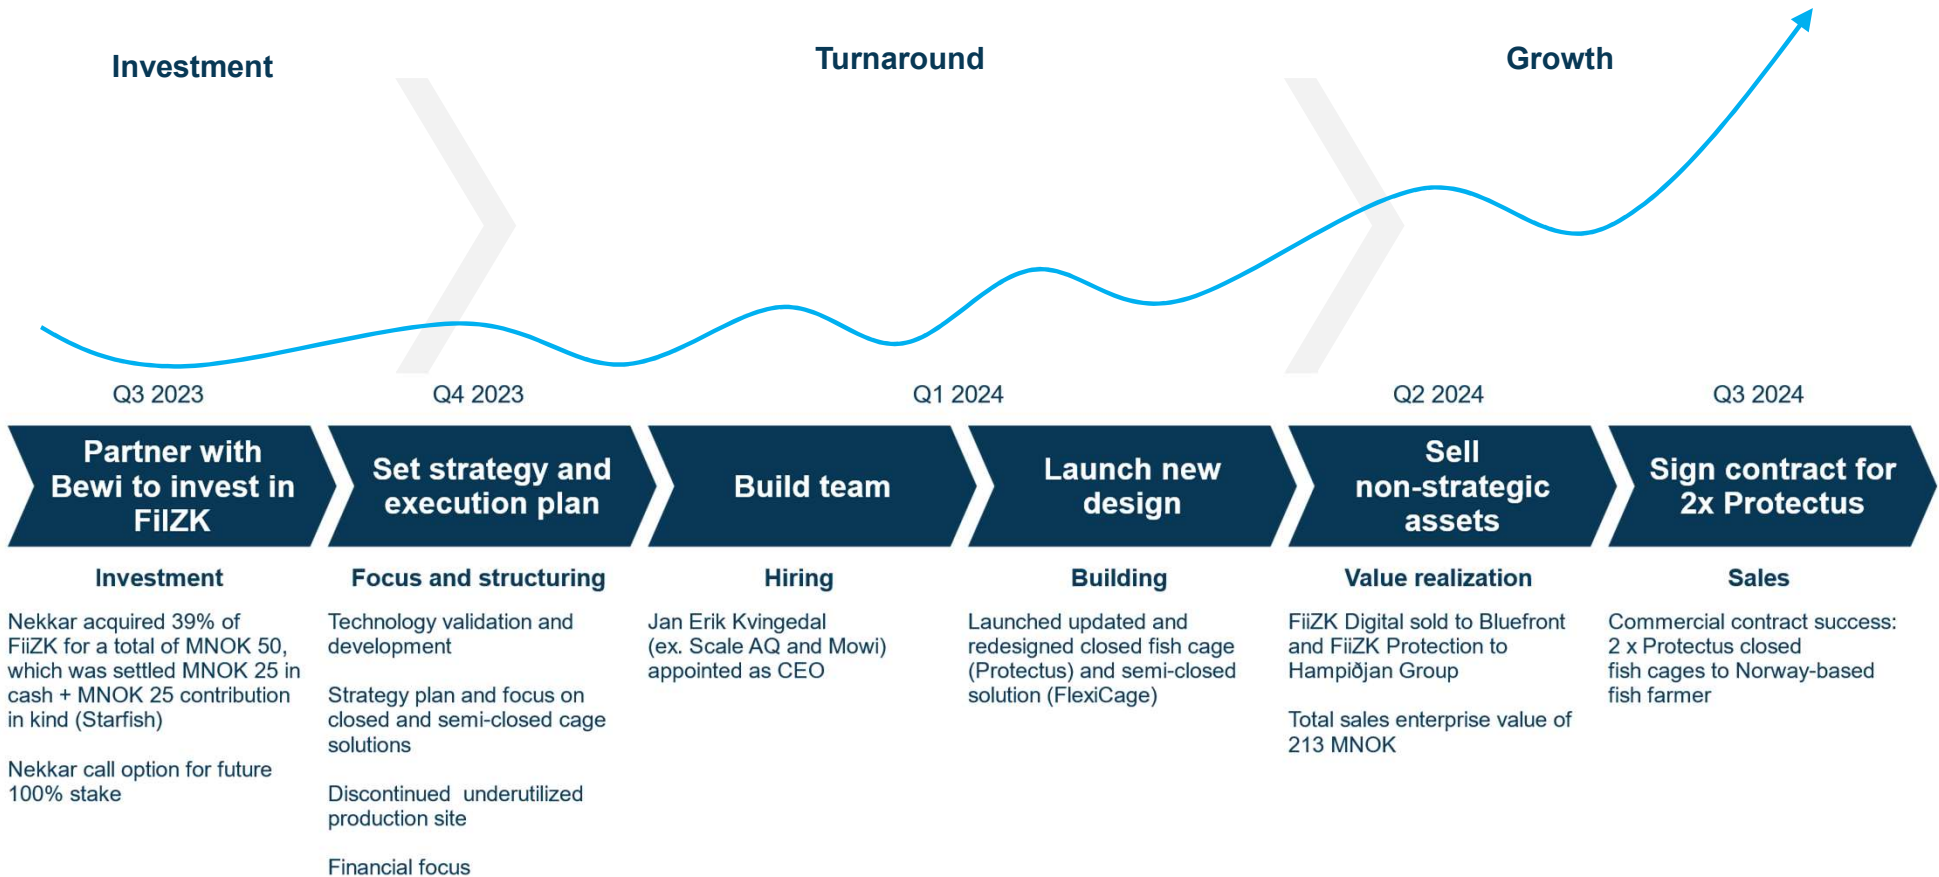 Investment
Turnaround
Growth
Q3 2023
Q4 2023
Q1 2024
Q2 2024
Q3 2024
Partner with
Bewi to invest in
FiIZK
Set strategy and
execution plan
Build team
Launch new
design
Sell
non-strategic
assets
Sign contract for
2x Protectus
Investment
Nekkar acquired 39% of
FiiZK for a total of MNOK 50,
which was settled MNOK 25 in
cash + MNOK 25 contribution
in kind (Starfish)
Nekkar call option for future
100% stake
Focus and structuring
Technology validation and
development
Strategy plan and focus on
closed and semi-closed cage
solutions
Discontinued underutilized
production site
Financial focus
Hiring
Jan Erik Kvingedal
(ex. Scale AQ and Mowi)
appointed as CEO
Building
Launched updated and
redesigned closed fish cage
(Protectus) and semi-closed
solution (FlexiCage)
Value realization
FiiZK Digital sold to Bluefront
and FiiZK Protection to
Hampiðjan Group
Total sales enterprise value of
213 MNOK
Sales
Commercial contract success:
2 x Protectus closed
fish cages to Norway-based
fish farmer